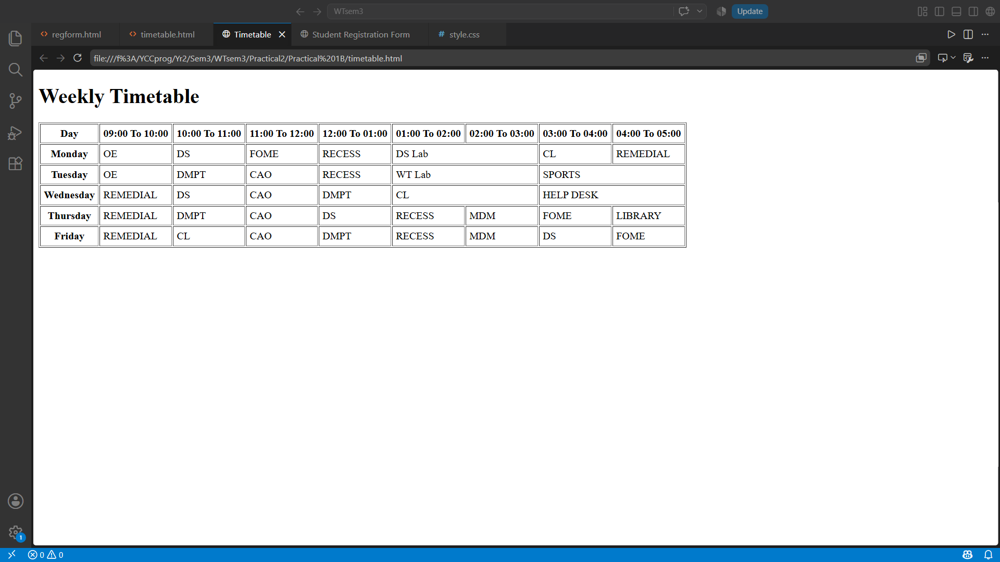 WTsem3
Update
regform.html
timetable.html
Timetable
Student Registration Form
# style.css
file:///f%3A/YCCprog/Yr2/Sem3/WTsem3/Practical2/Practical%201B/timetable.html
Weekly Timetable
Day 09:00 To 10:00 10:00 To 11:00 11:00 To 12:00 12:00 To 01:00 01:00 To 02:00 02:00 To 03:00 03:00 To 04:00 04:00 To 05:00
Monday OE DS FOME RECESS DS Lab CL REMEDIAL
Tuesday OE DMPT CAO RECESS WT Lab SPORTS
Wednesday REMEDIAL DS CAO DMPT CL HELP DESK
Thursday REMEDIAL DMPT CAO DS RECESS MDM FOME LIBRARY
Friday REMEDIAL CL CAO DMPT RECESS MDM DS FOME
1
0 0